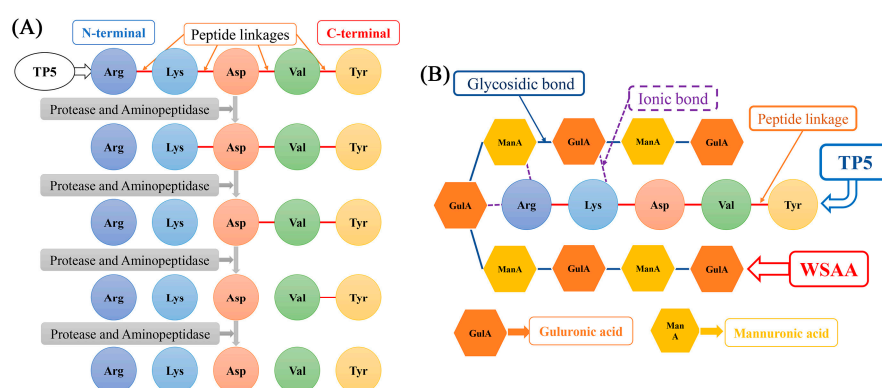 (A)
N-terminal
Peptide linkages
C-terminal
TP5
Arg
Lys
Asp
Val
Tyr
Protease and Aminopeptidase
Arg
Lys
Asp
Val
Tyr
Protease and Aminopeptidase
Arg
Lys
Asp
Val
Tyr
Protease and Aminopeptidase
Arg
Lys
Asp
Val
Tyr
Protease and Aminopeptidase
Arg
Lys
Asp
Val
Tyr
(B)
Glycosidic bond
Ionic bond
Peptide linkage
ManA
GulA
ManA
GulA
TP5
GulA
Arg
Lys
Asp
Val
Tyr
ManA
GulA
ManA
GulA
WSAA
GulA
Guluronic acid
Man
A
Mannuronic acid